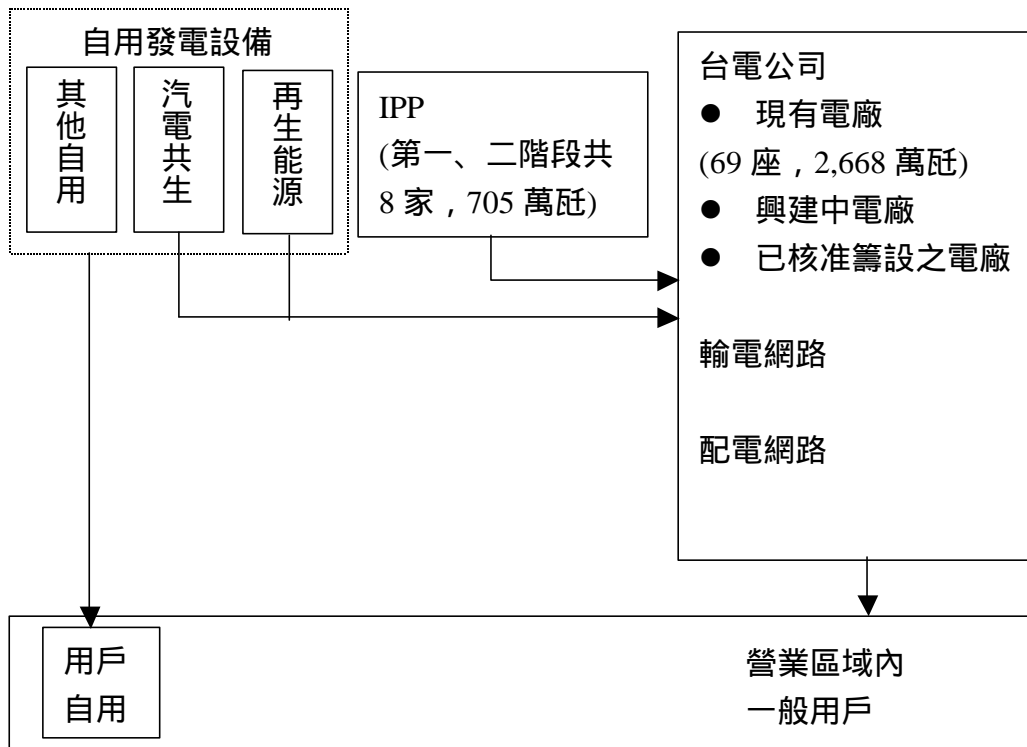 自用發電設備
其他自用
汽電共生
再生能源
IPP
(第一、二階段共
8 家，705 萬瓩)
台電公司
● 現有電廠
(69 座，2,668 萬瓩)
● 興建中電廠
● 已核准籌設之電廠
輸電網路
配電網路
用戶
自用
營業區域內
一般用戶